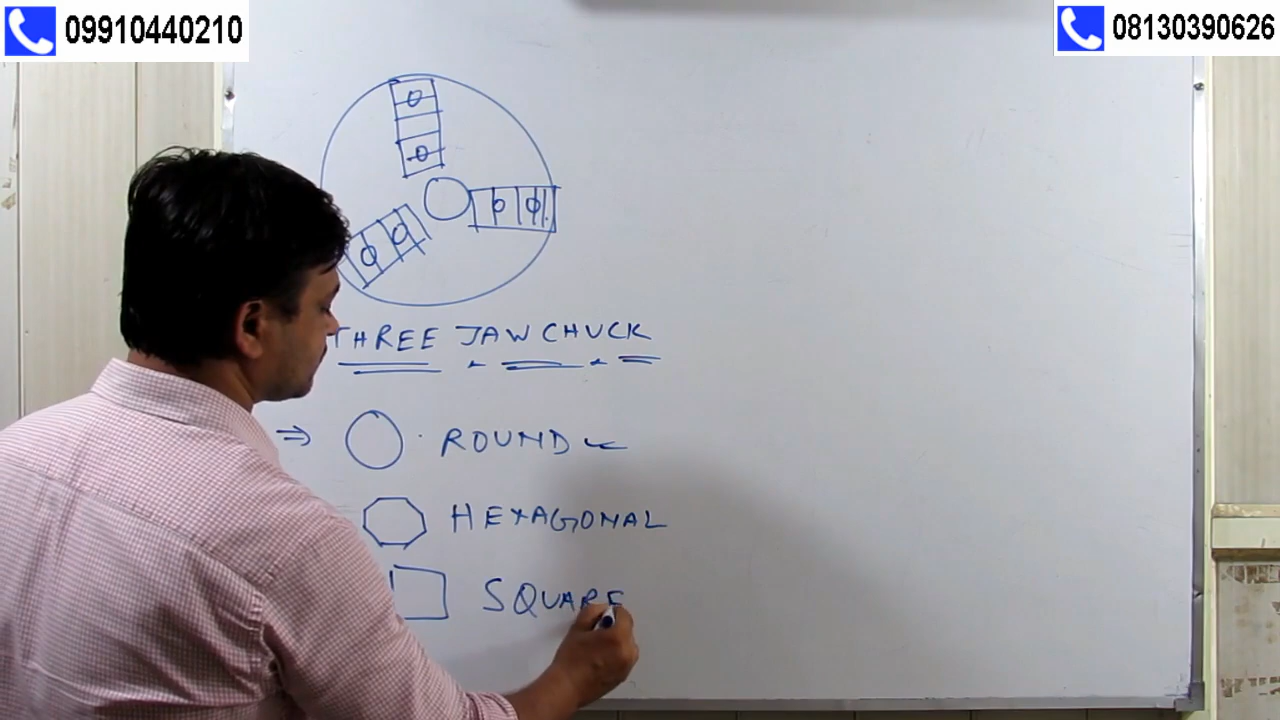 09910440210
08130390626
THREE JAW CHUCK
⇒ ROUND
HEXAGONAL
SQUARE